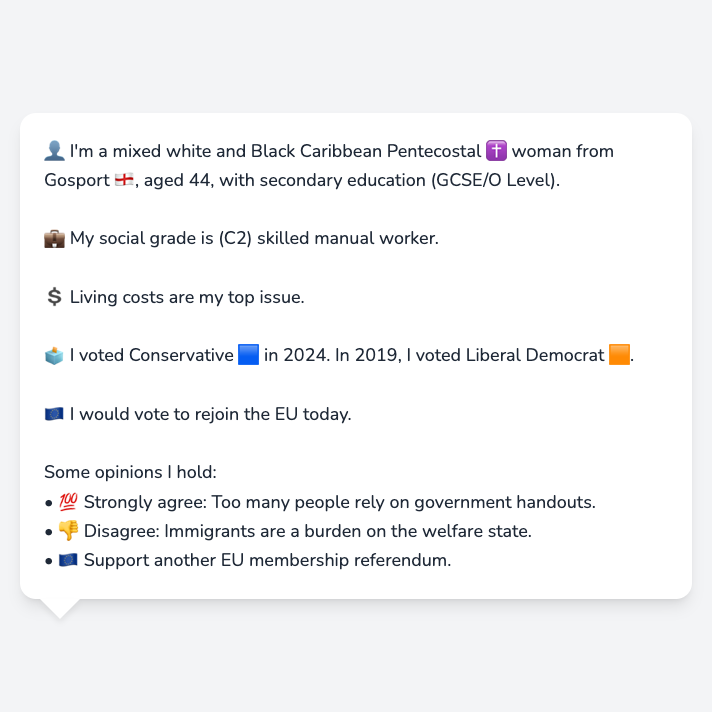 👤 I'm a mixed white and Black Caribbean Pentecostal ✝️ woman from
Gosport 🏴󠁧󠁢󠁥󠁮󠁧󠁿, aged 44, with secondary education (GCSE/O Level).
💼 My social grade is (C2) skilled manual worker.
💲 Living costs are my top issue.
🗳️ I voted Conservative 🟦 in 2024. In 2019, I voted Liberal Democrat 🟧.
🇪🇺 I would vote to rejoin the EU today.
Some opinions I hold:
• 💯 Strongly agree: Too many people rely on government handouts.
• 👎 Disagree: Immigrants are a burden on the welfare state.
• 🇪🇺 Support another EU membership referendum.